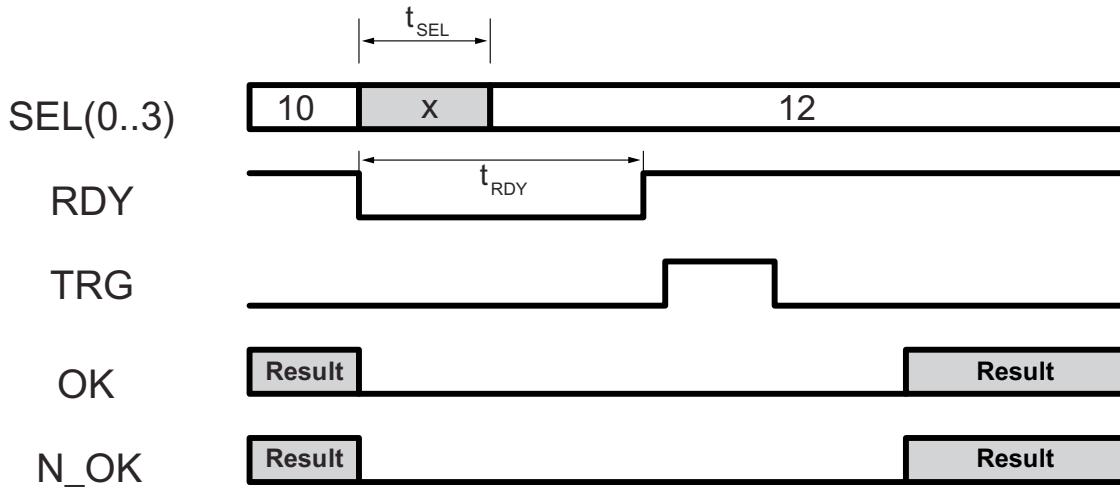 tSEL
SEL(0..3) 10 x 12
tRDY
RDY
TRG
OK Result Result
N_OK Result Result